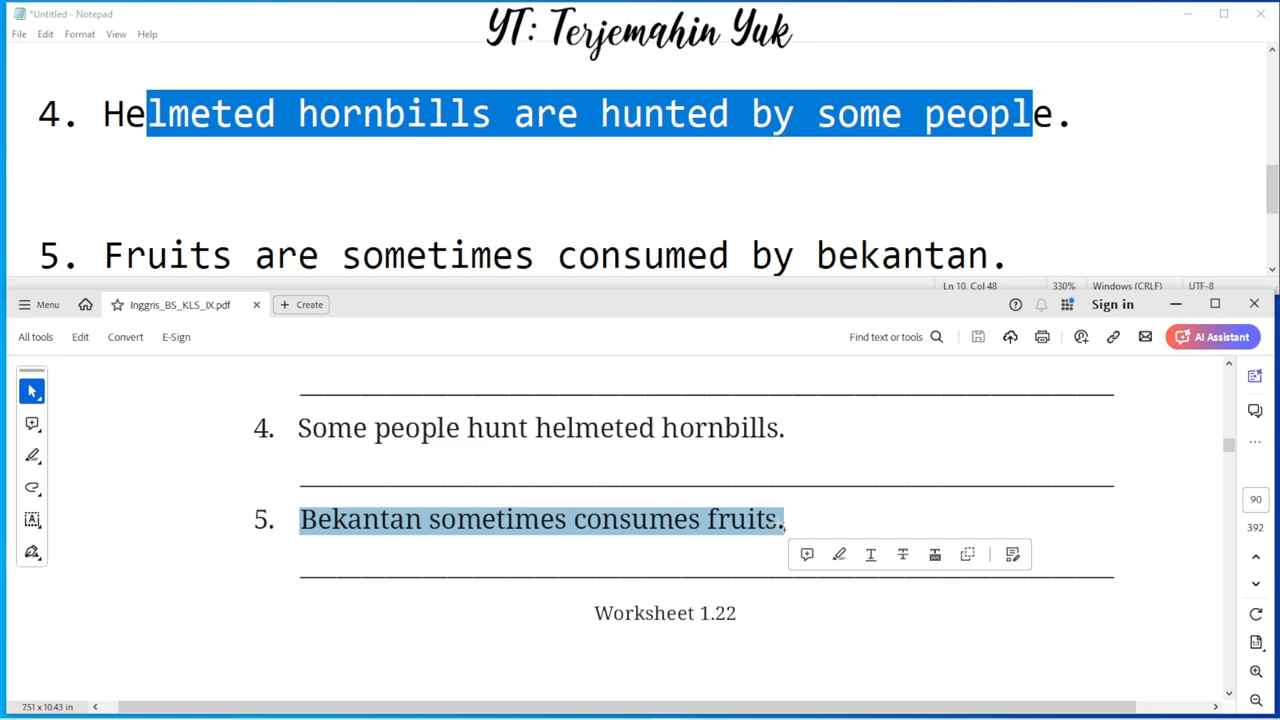 *Untitled - Notepad
YT: Terjemahin Yuk
File Edit Format View Help
4. Helmeted hornbills are hunted by some people.
5. Fruits are sometimes consumed by bekantan.
Ln 10, Col 48 330% Windows (CRLF) UTF-8
Menu Inggris_BS_KLS_IX.pdf Create Sign in
All tools Edit Convert E-Sign Find text or tools AI Assistant
4. Some people hunt helmeted hornbills.
5. Bekantan sometimes consumes fruits.
90
392
Worksheet 1.22
7.51 x 10.43 in